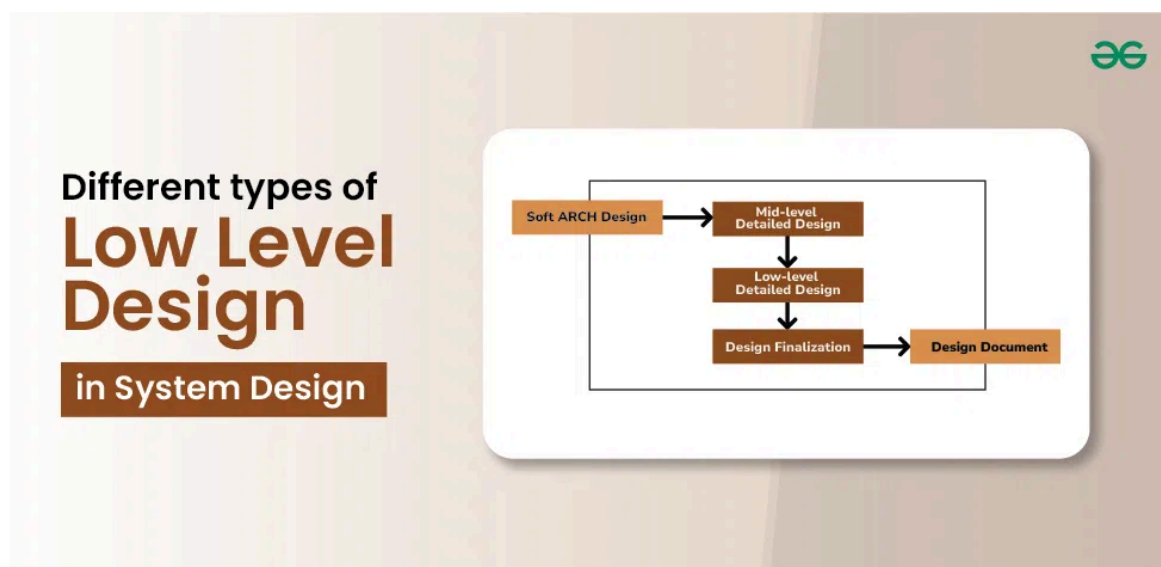 Different types of
Low Level
Design
in System Design
Soft ARCH Design
Mid-level
Detailed Design
Low-level
Detailed Design
Design Finalization
Design Document